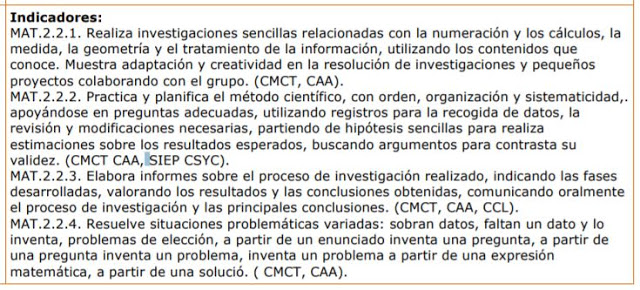 Indicadores:
MAT.2.2.1. Realiza investigaciones sencillas relacionadas con la numeración y los cálculos, la
medida, la geometría y el tratamiento de la información, utilizando los contenidos que
conoce. Muestra adaptación y creatividad en la resolución de investigaciones y pequeños
proyectos colaborando con el grupo. (CMCT, CAA).
MAT.2.2.2. Practica y planifica el método científico, con orden, organización y sistematicidad,.
apoyándose en preguntas adecuadas, utilizando registros para la recogida de datos, la
revisión y modificaciones necesarias, partiendo de hipótesis sencillas para realiza
estimaciones sobre los resultados esperados, buscando argumentos para contrasta su
validez. (CMCT CAA, SIEP CSYC).
MAT.2.2.3. Elabora informes sobre el proceso de investigación realizado, indicando las fases
desarrolladas, valorando los resultados y las conclusiones obtenidas, comunicando oralmente
el proceso de investigación y las principales conclusiones. (CMCT, CAA, CCL).
MAT.2.2.4. Resuelve situaciones problemáticas variadas: sobran datos, faltan un dato y lo
inventa, problemas de elección, a partir de un enunciado inventa una pregunta, a partir de
una pregunta inventa un problema, inventa un problema a partir de una expresión
matemática, a partir de una solució. ( CMCT, CAA).